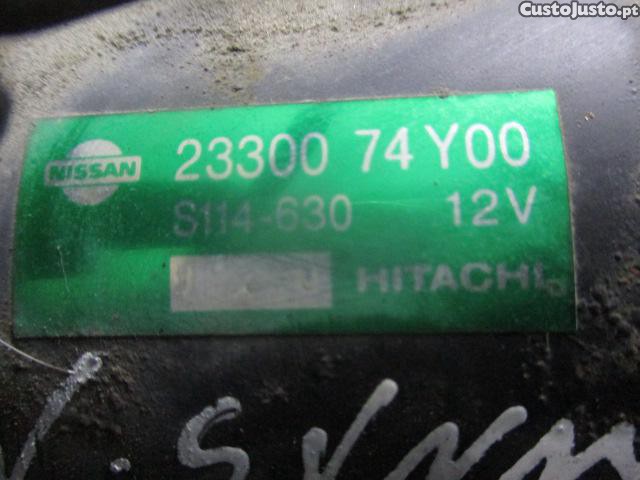 CustoJusto.pt
NISSAN
23300 74Y00
S114-630 12V
HITACHI